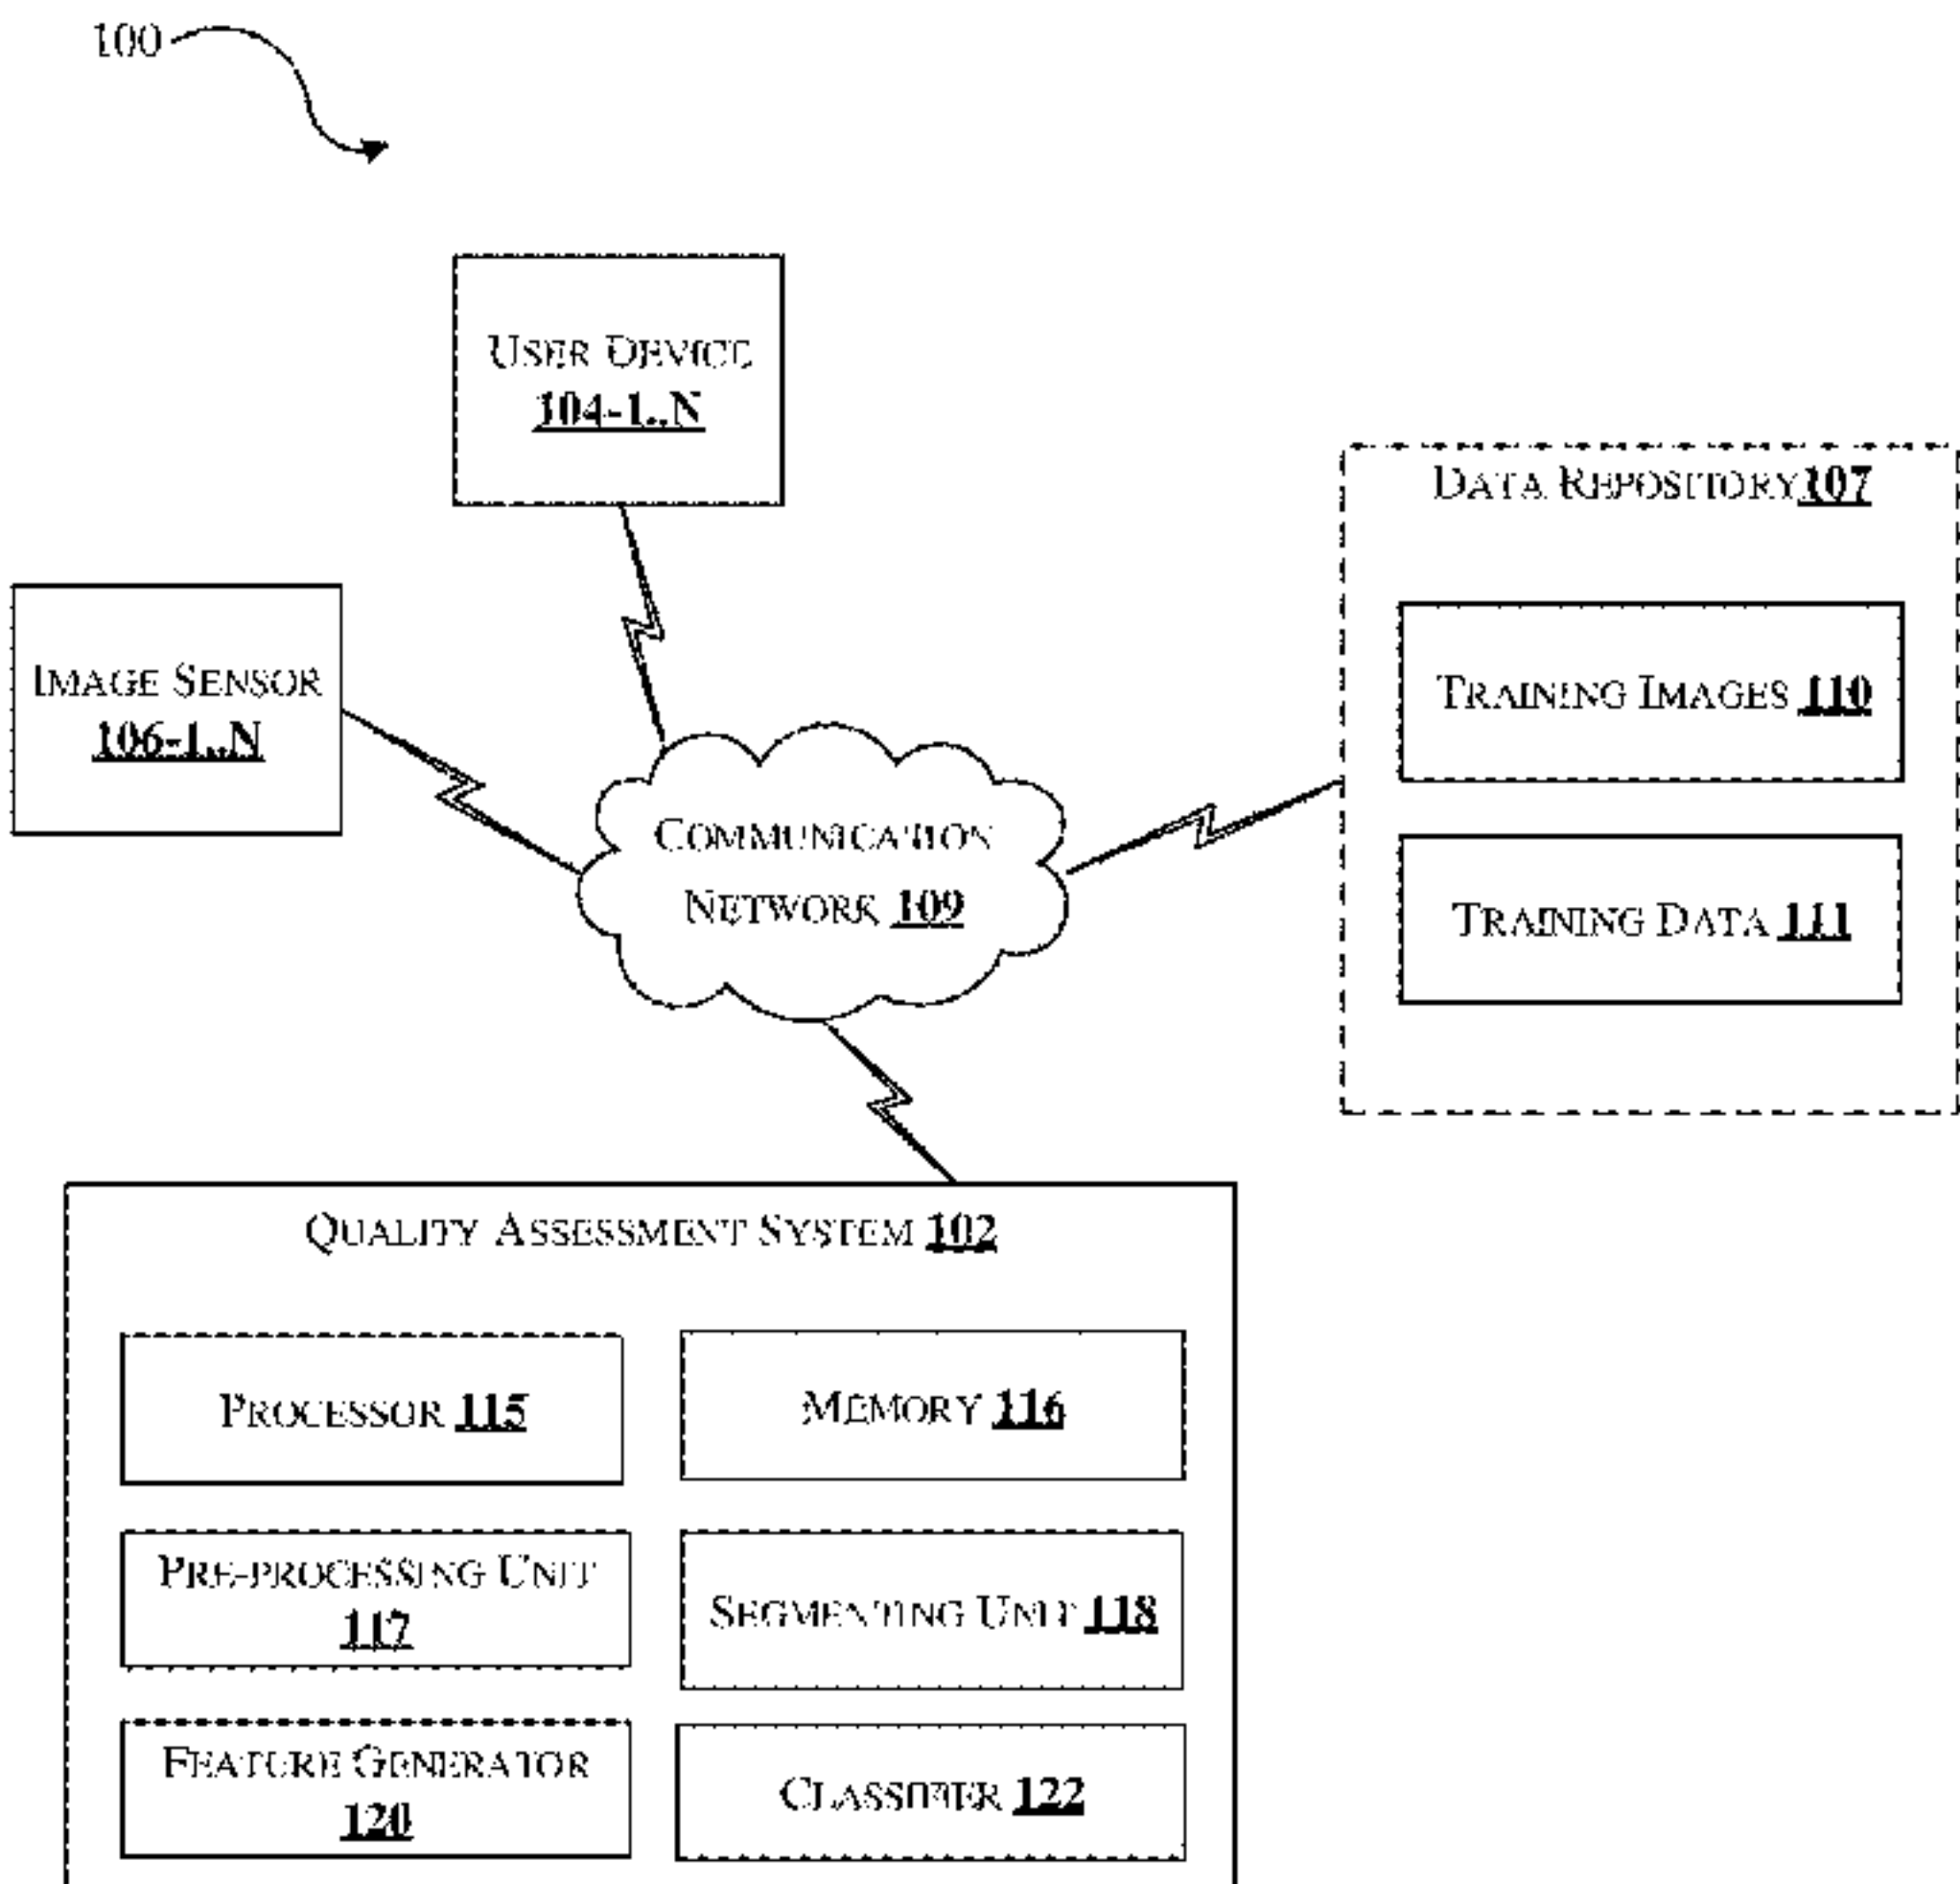 100
USER DEVICE
104-1..N
DATA REPOSITORY 107
IMAGE SENSOR
106-1..N
TRAINING IMAGES 110
COMMUNICATION
NETWORK 109
TRAINING DATA 111
QUALITY ASSESSMENT SYSTEM 102
PROCESSOR 115
MEMORY 116
PRE-PROCESSING UNIT
117
SEGMENTING UNIT 118
FEATURE GENERATOR
120
CLASSIFIER 122